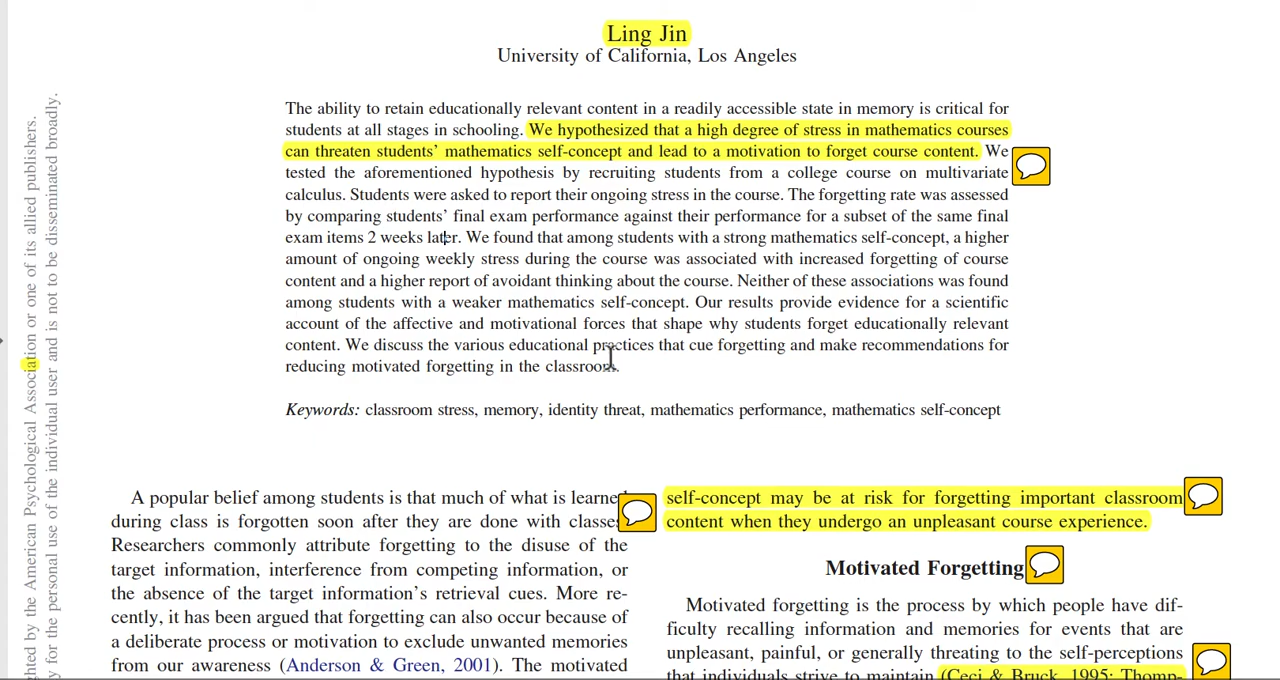 Ling Jin
University of California, Los Angeles
The ability to retain educationally relevant content in a readily accessible state in memory is critical for
students at all stages in schooling. We hypothesized that a high degree of stress in mathematics courses
can threaten students' mathematics self-concept and lead to a motivation to forget course content. We
tested the aforementioned hypothesis by recruiting students from a college course on multivariate
calculus. Students were asked to report their ongoing stress in the course. The forgetting rate was assessed
by comparing students' final exam performance against their performance for a subset of the same final
exam items 2 weeks later. We found that among students with a strong mathematics self-concept, a higher
amount of ongoing weekly stress during the course was associated with increased forgetting of course
content and a higher report of avoidant thinking about the course. Neither of these associations was found
among students with a weaker mathematics self-concept. Our results provide evidence for a scientific
account of the affective and motivational forces that shape why students forget educationally relevant
content. We discuss the various educational practices that cue forgetting and make recommendations for
reducing motivated forgetting in the classroom.
Keywords: classroom stress, memory, identity threat, mathematics performance, mathematics self-concept
A popular belief among students is that much of what is learned
during class is forgotten soon after they are done with classes.
Researchers commonly attribute forgetting to the disuse of the
target information, interference from competing information, or
the absence of the target information's retrieval cues. More re-
cently, it has been argued that forgetting can also occur because of
a deliberate process or motivation to exclude unwanted memories
from our awareness (Anderson & Green, 2001). The motivated
self-concept may be at risk for forgetting important classroom
content when they undergo an unpleasant course experience.
Motivated Forgetting
Motivated forgetting is the process by which people have dif-
ficulty recalling information and memories for events that are
unpleasant, painful, or generally threatening to the self-perceptions
that individuals strive to maintain (Ceci & Bruck, 1995; Thomp-
ghted by the American Psychological Association or one of its allied publishers.
y for the personal use of the individual user and is not to be disseminated broadly.